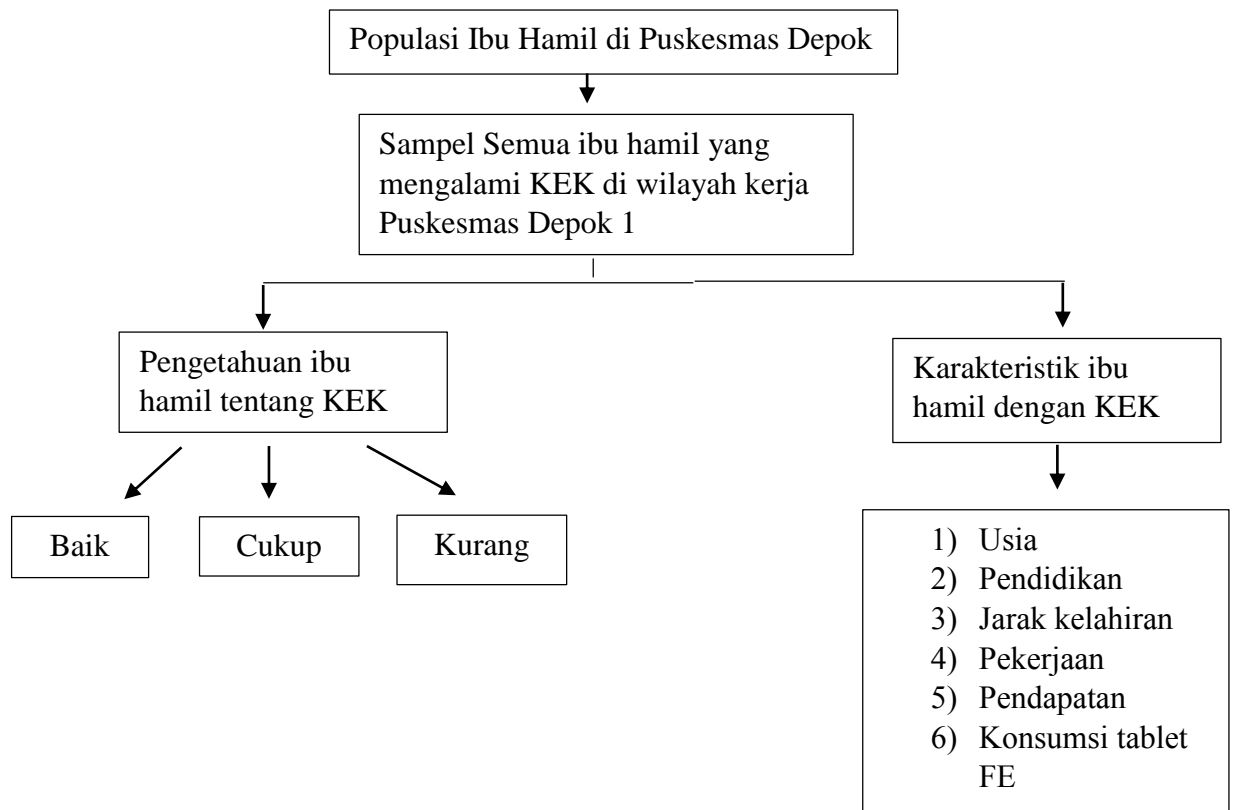 Populasi Ibu Hamil di Puskesmas Depok
Sampel Semua ibu hamil yang
mengalami KEK di wilayah kerja
Puskesmas Depok 1
Pengetahuan ibu
hamil tentang KEK
Karakteristik ibu
hamil dengan KEK
Baik
Cukup
Kurang
1) Usia
2) Pendidikan
3) Jarak kelahiran
4) Pekerjaan
5) Pendapatan
6) Konsumsi tablet
FE